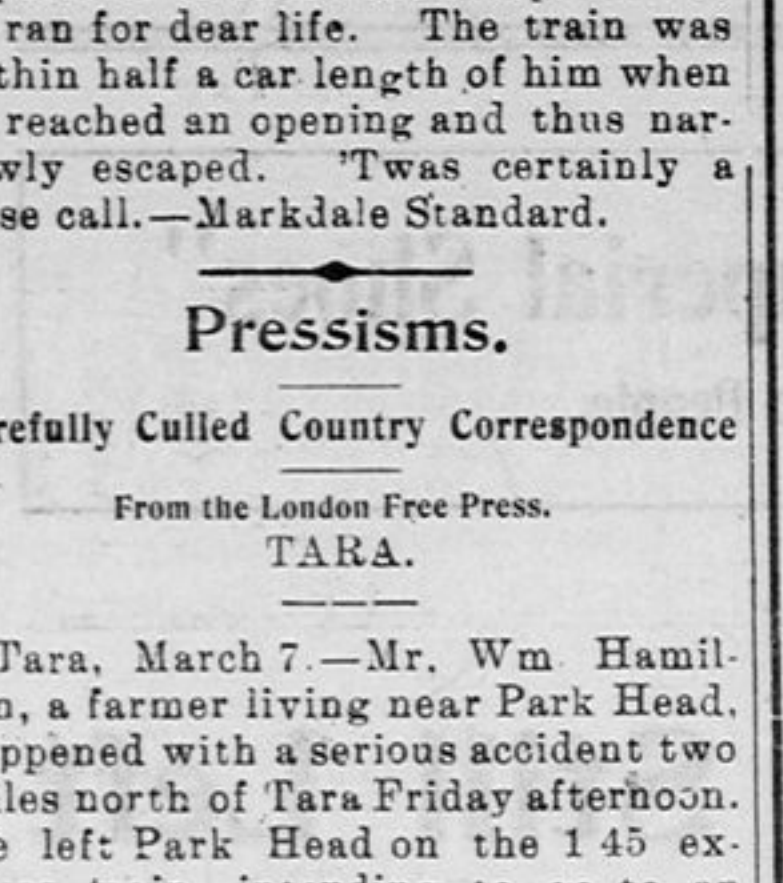 ran for dear life. The train was
thin half a car length of him when
reached an opening and thus nar-
wly escaped. 'Twas certainly a
se call.—Markdale Standard.
Pressisms.
refully Culled Country Correspondence
From the London Free Press.
TARA.
Tara, March 7.—Mr. Wm Hamil-
n, a farmer living near Park Head,
ppened with a serious accident two
les north of Tara Friday afternoon.
e left Park Head on the 1 45 ex-